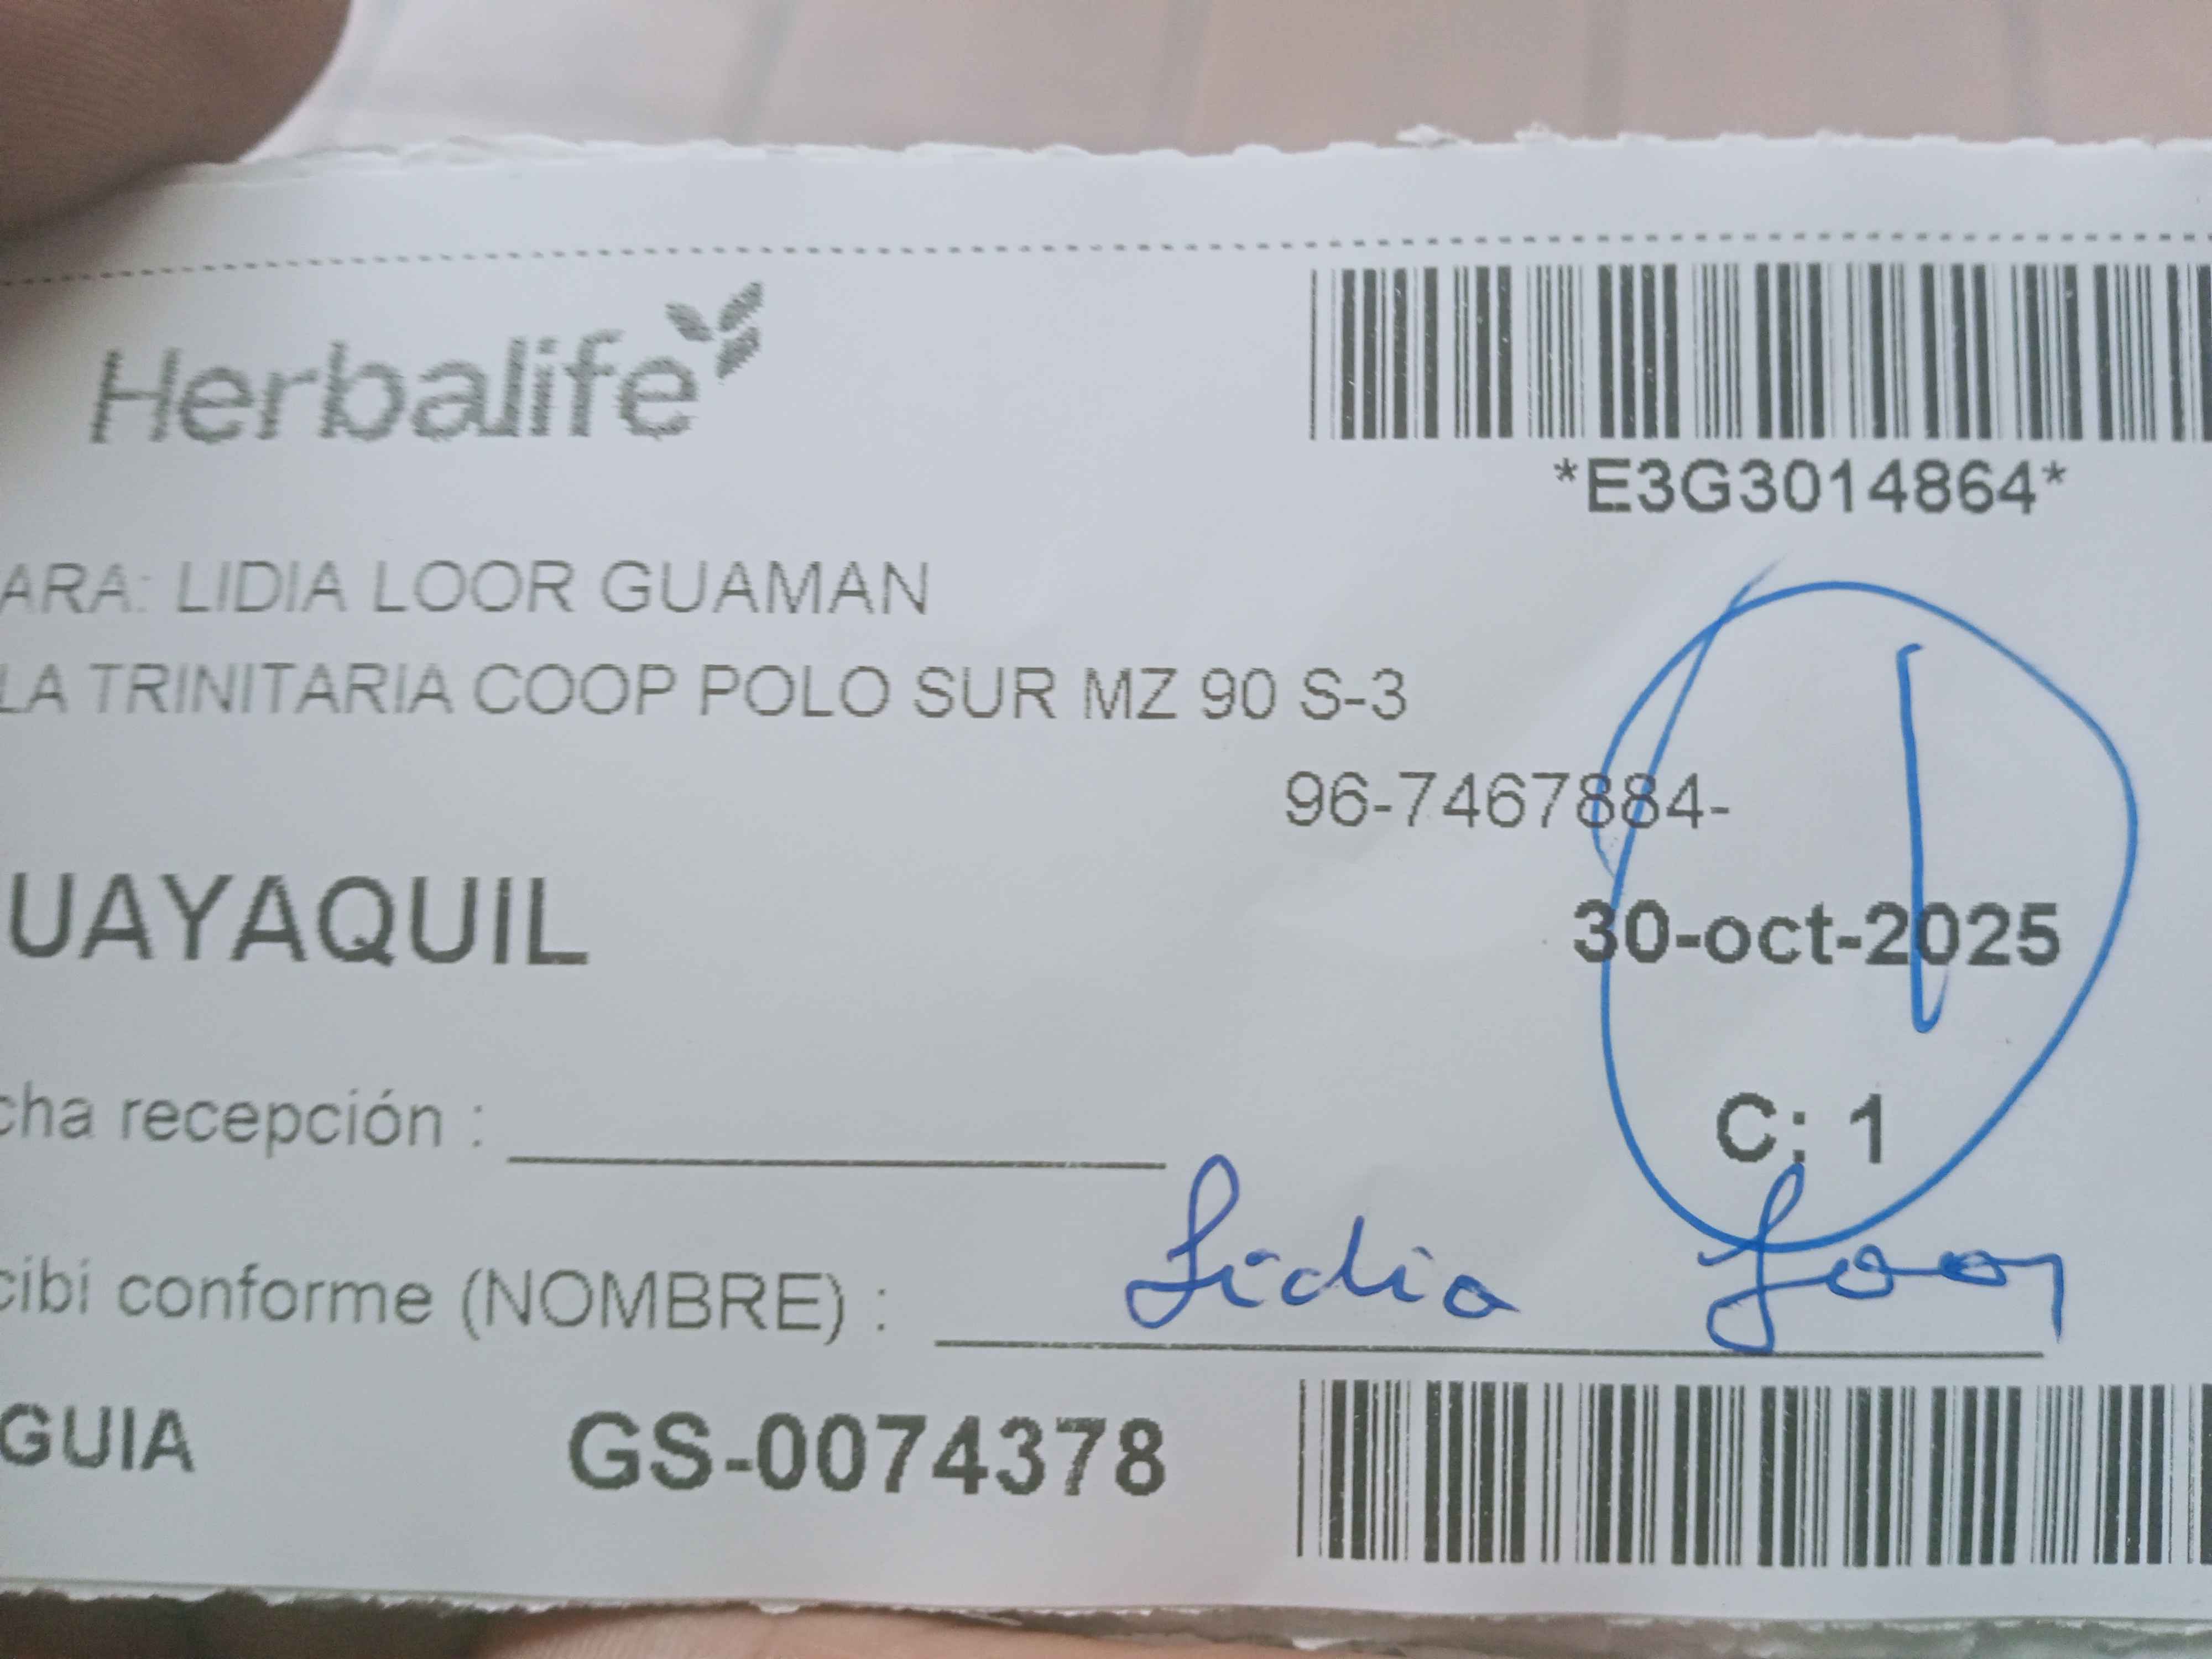 Herbalife
*E3G3014864*
ARA: LIDIA LOOR GUAMAN
LA TRINITARIA COOP POLO SUR MZ 90 S-3
96-7467884-
UAYAQUIL
30-oct-2025
cha recepción :
C: 1
cibí conforme (NOMBRE) : Lidia Loor
GUIA GS-0074378